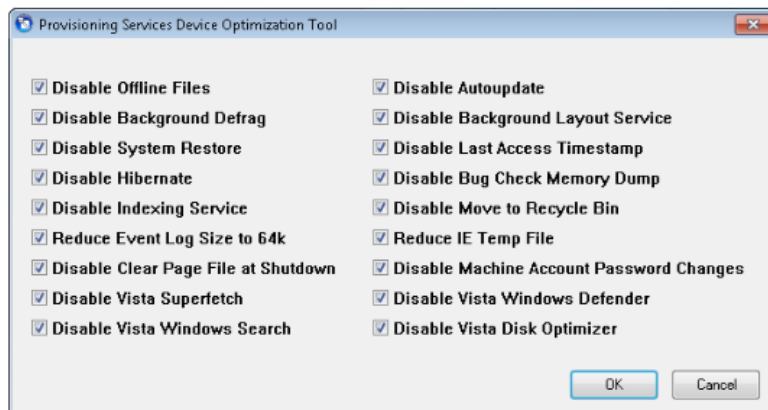 Provisioning Services Device Optimization Tool
Disable Offline Files
Disable Background Defrag
Disable System Restore
Disable Hibernate
Disable Indexing Service
Reduce Event Log Size to 64k
Disable Clear Page File at Shutdown
Disable Vista Superfetch
Disable Vista Windows Search
Disable Autoupdate
Disable Background Layout Service
Disable Last Access Timestamp
Disable Bug Check Memory Dump
Disable Move to Recycle Bin
Reduce IE Temp File
Disable Machine Account Password Changes
Disable Vista Windows Defender
Disable Vista Disk Optimizer
OK
Cancel